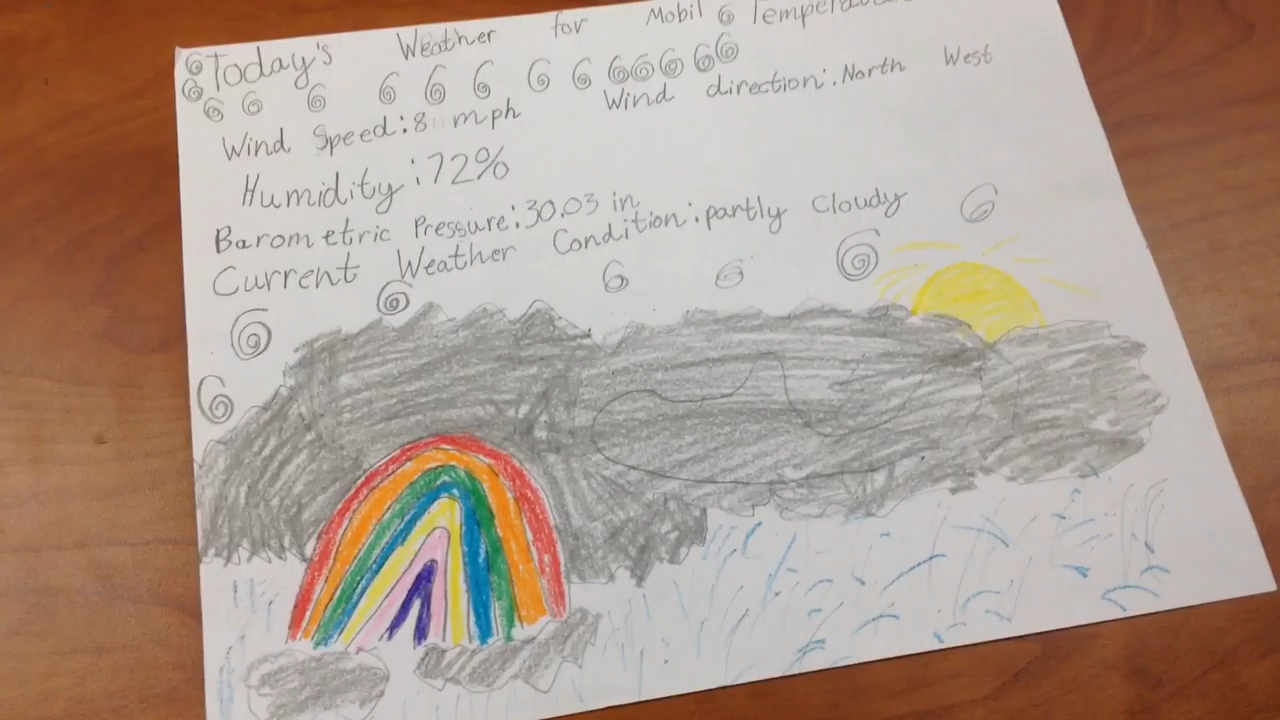 Today's Weather for Mobil Temperatu
Wind Speed:8 mph Wind direction:North West
Humidity:72%
Barometric Pressure:30.03 in
Current Weather Condition:partly Cloudy